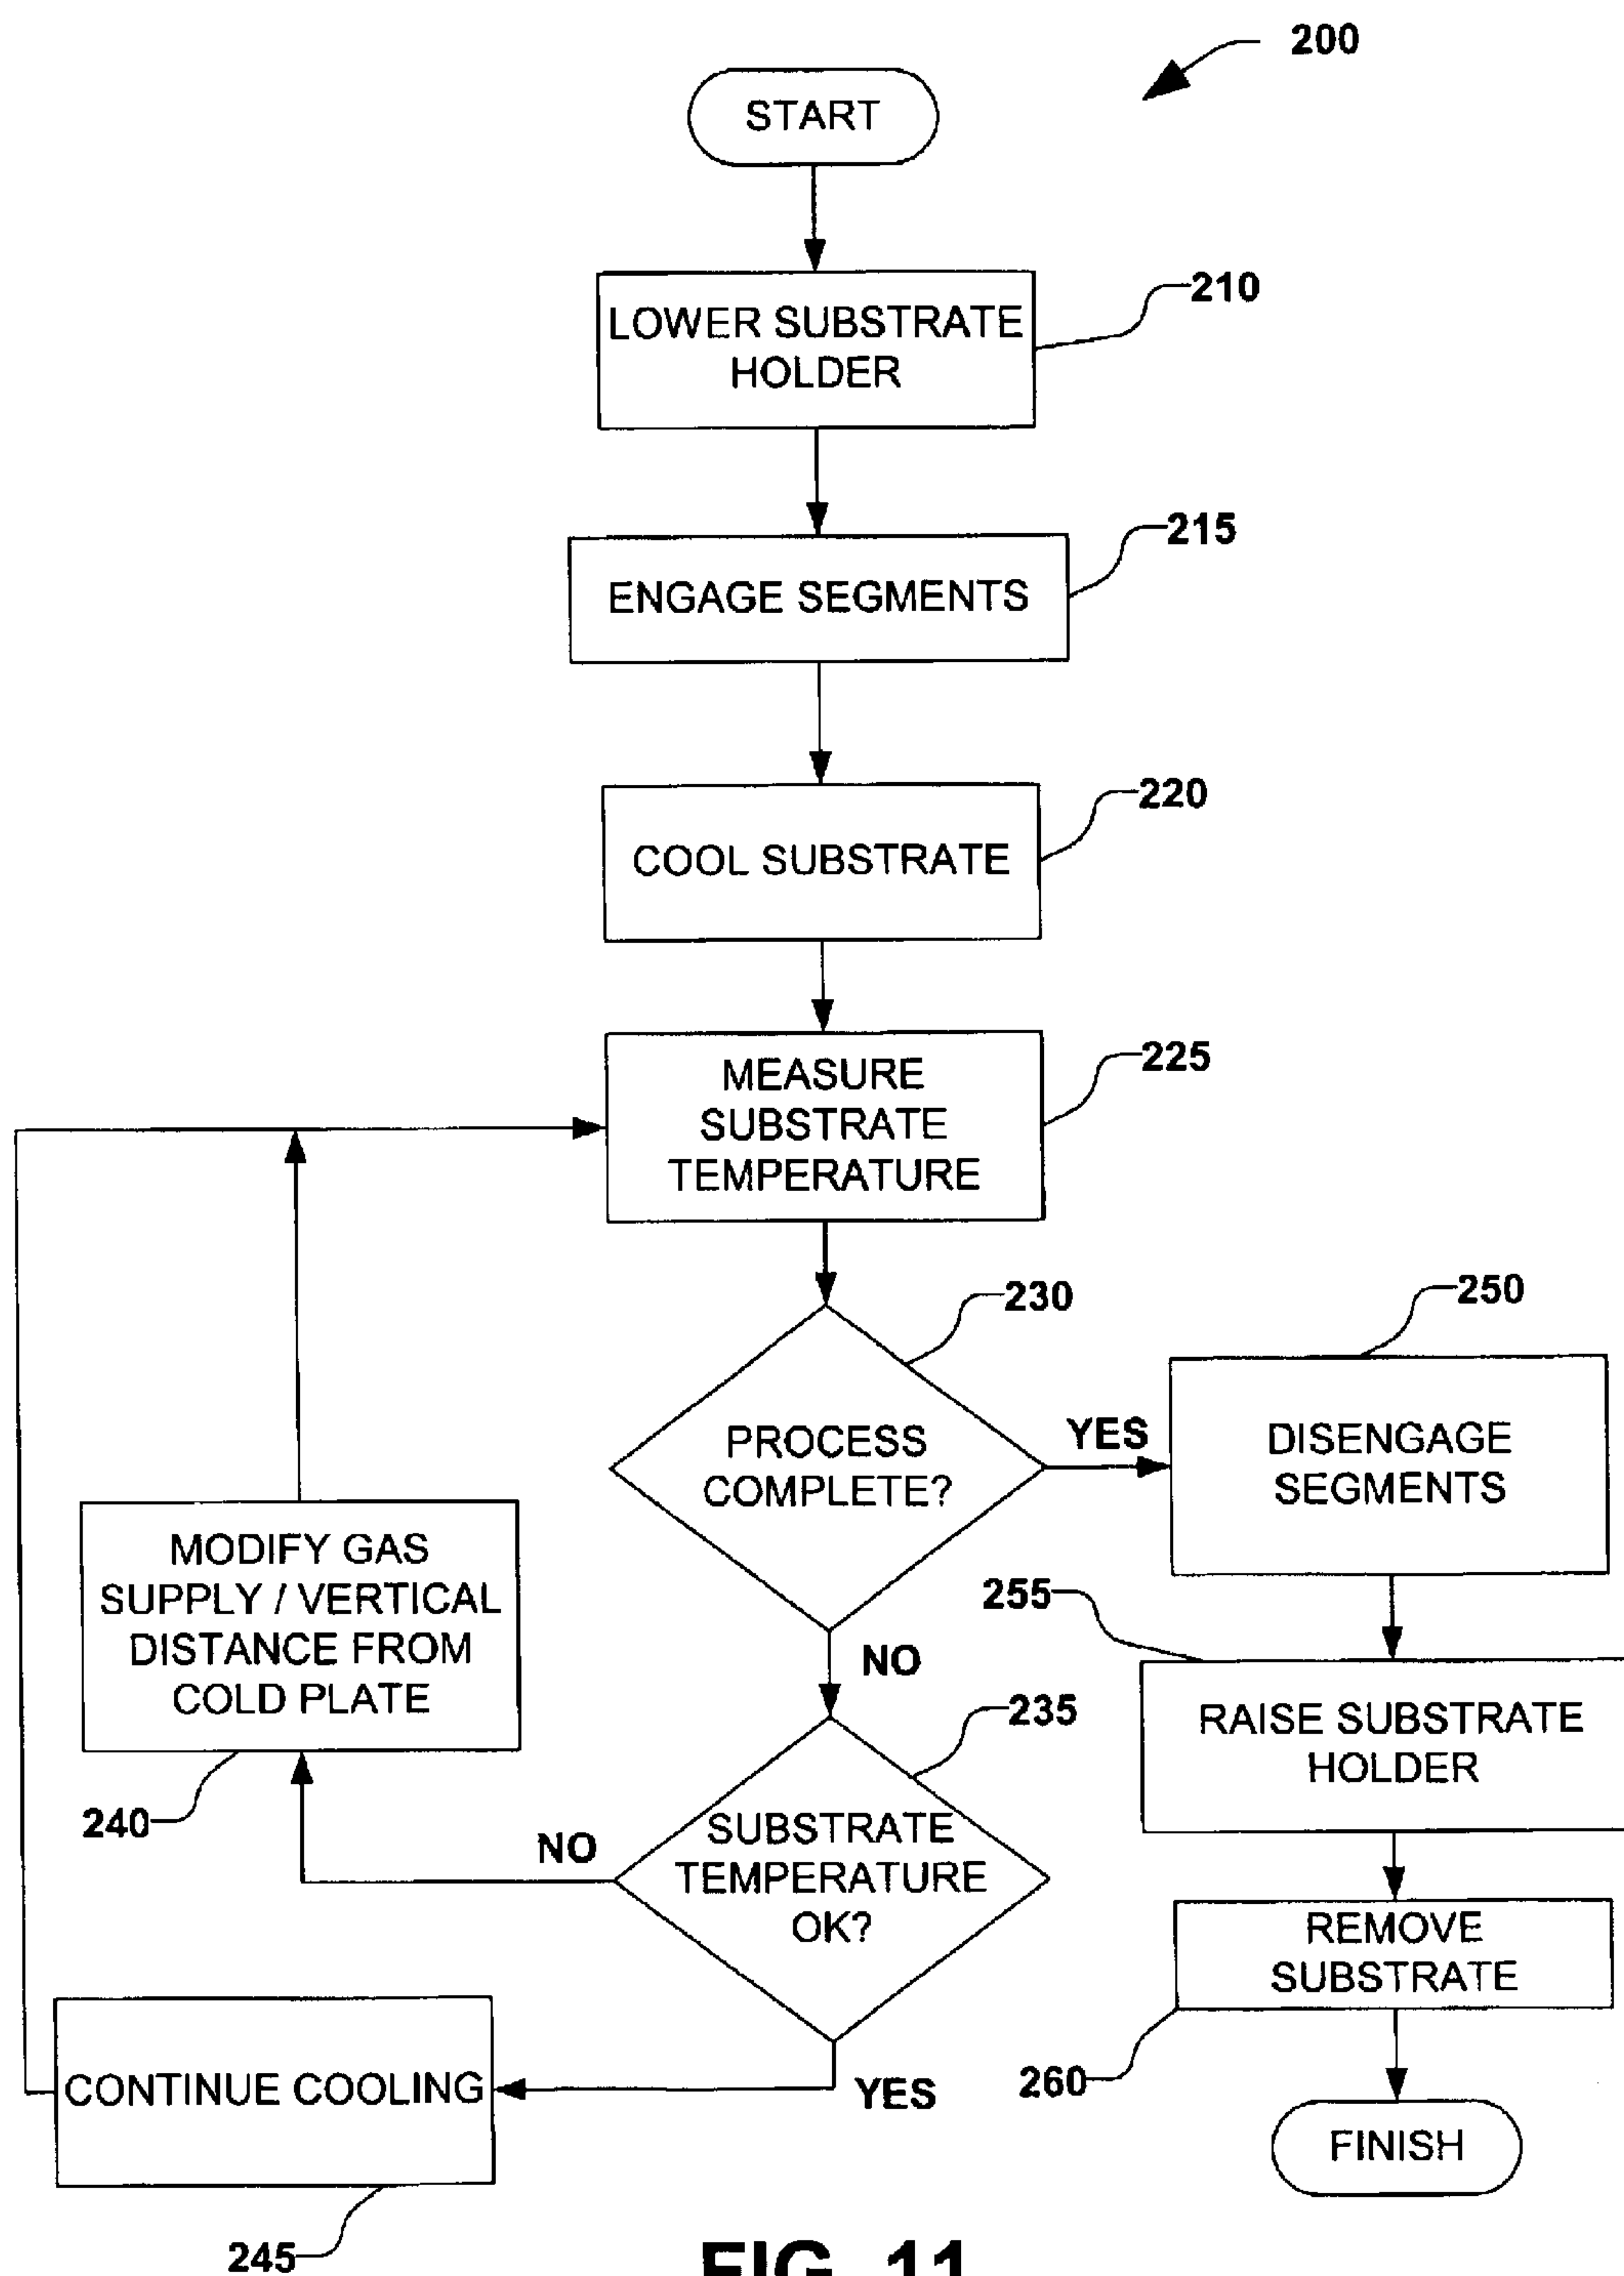 200
START
LOWER SUBSTRATE
HOLDER
210
ENGAGE SEGMENTS
215
COOL SUBSTRATE
220
MEASURE
SUBSTRATE
TEMPERATURE
225
PROCESS
COMPLETE?
230
YES
NO
DISENGAGE
SEGMENTS
250
MODIFY GAS
SUPPLY / VERTICAL
DISTANCE FROM
COLD PLATE
240
SUBSTRATE
TEMPERATURE
OK?
235
NO
YES
RAISE SUBSTRATE
HOLDER
255
REMOVE
SUBSTRATE
260
CONTINUE COOLING
245
FINISH
FIG. 11